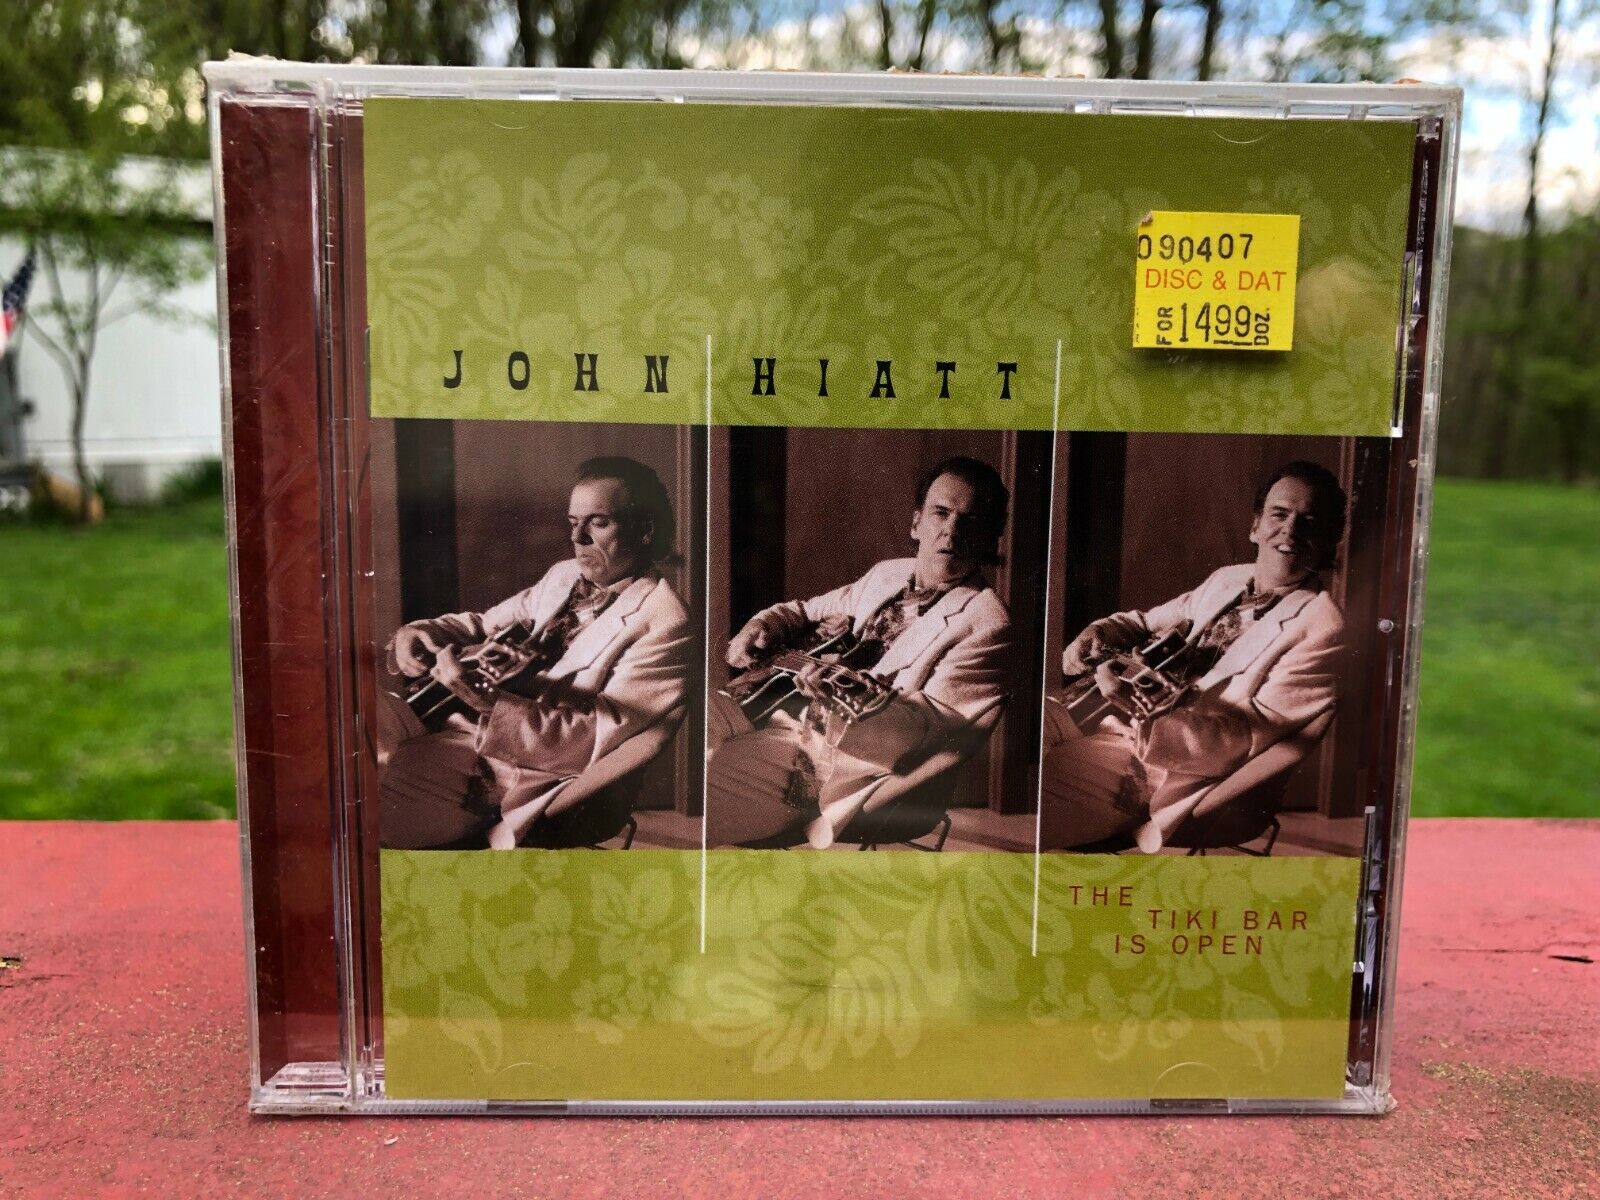 090407
DISC & DAT
FOR 1499 DOZ.
JOHN HIATT
THE
TIKI BAR
IS OPEN